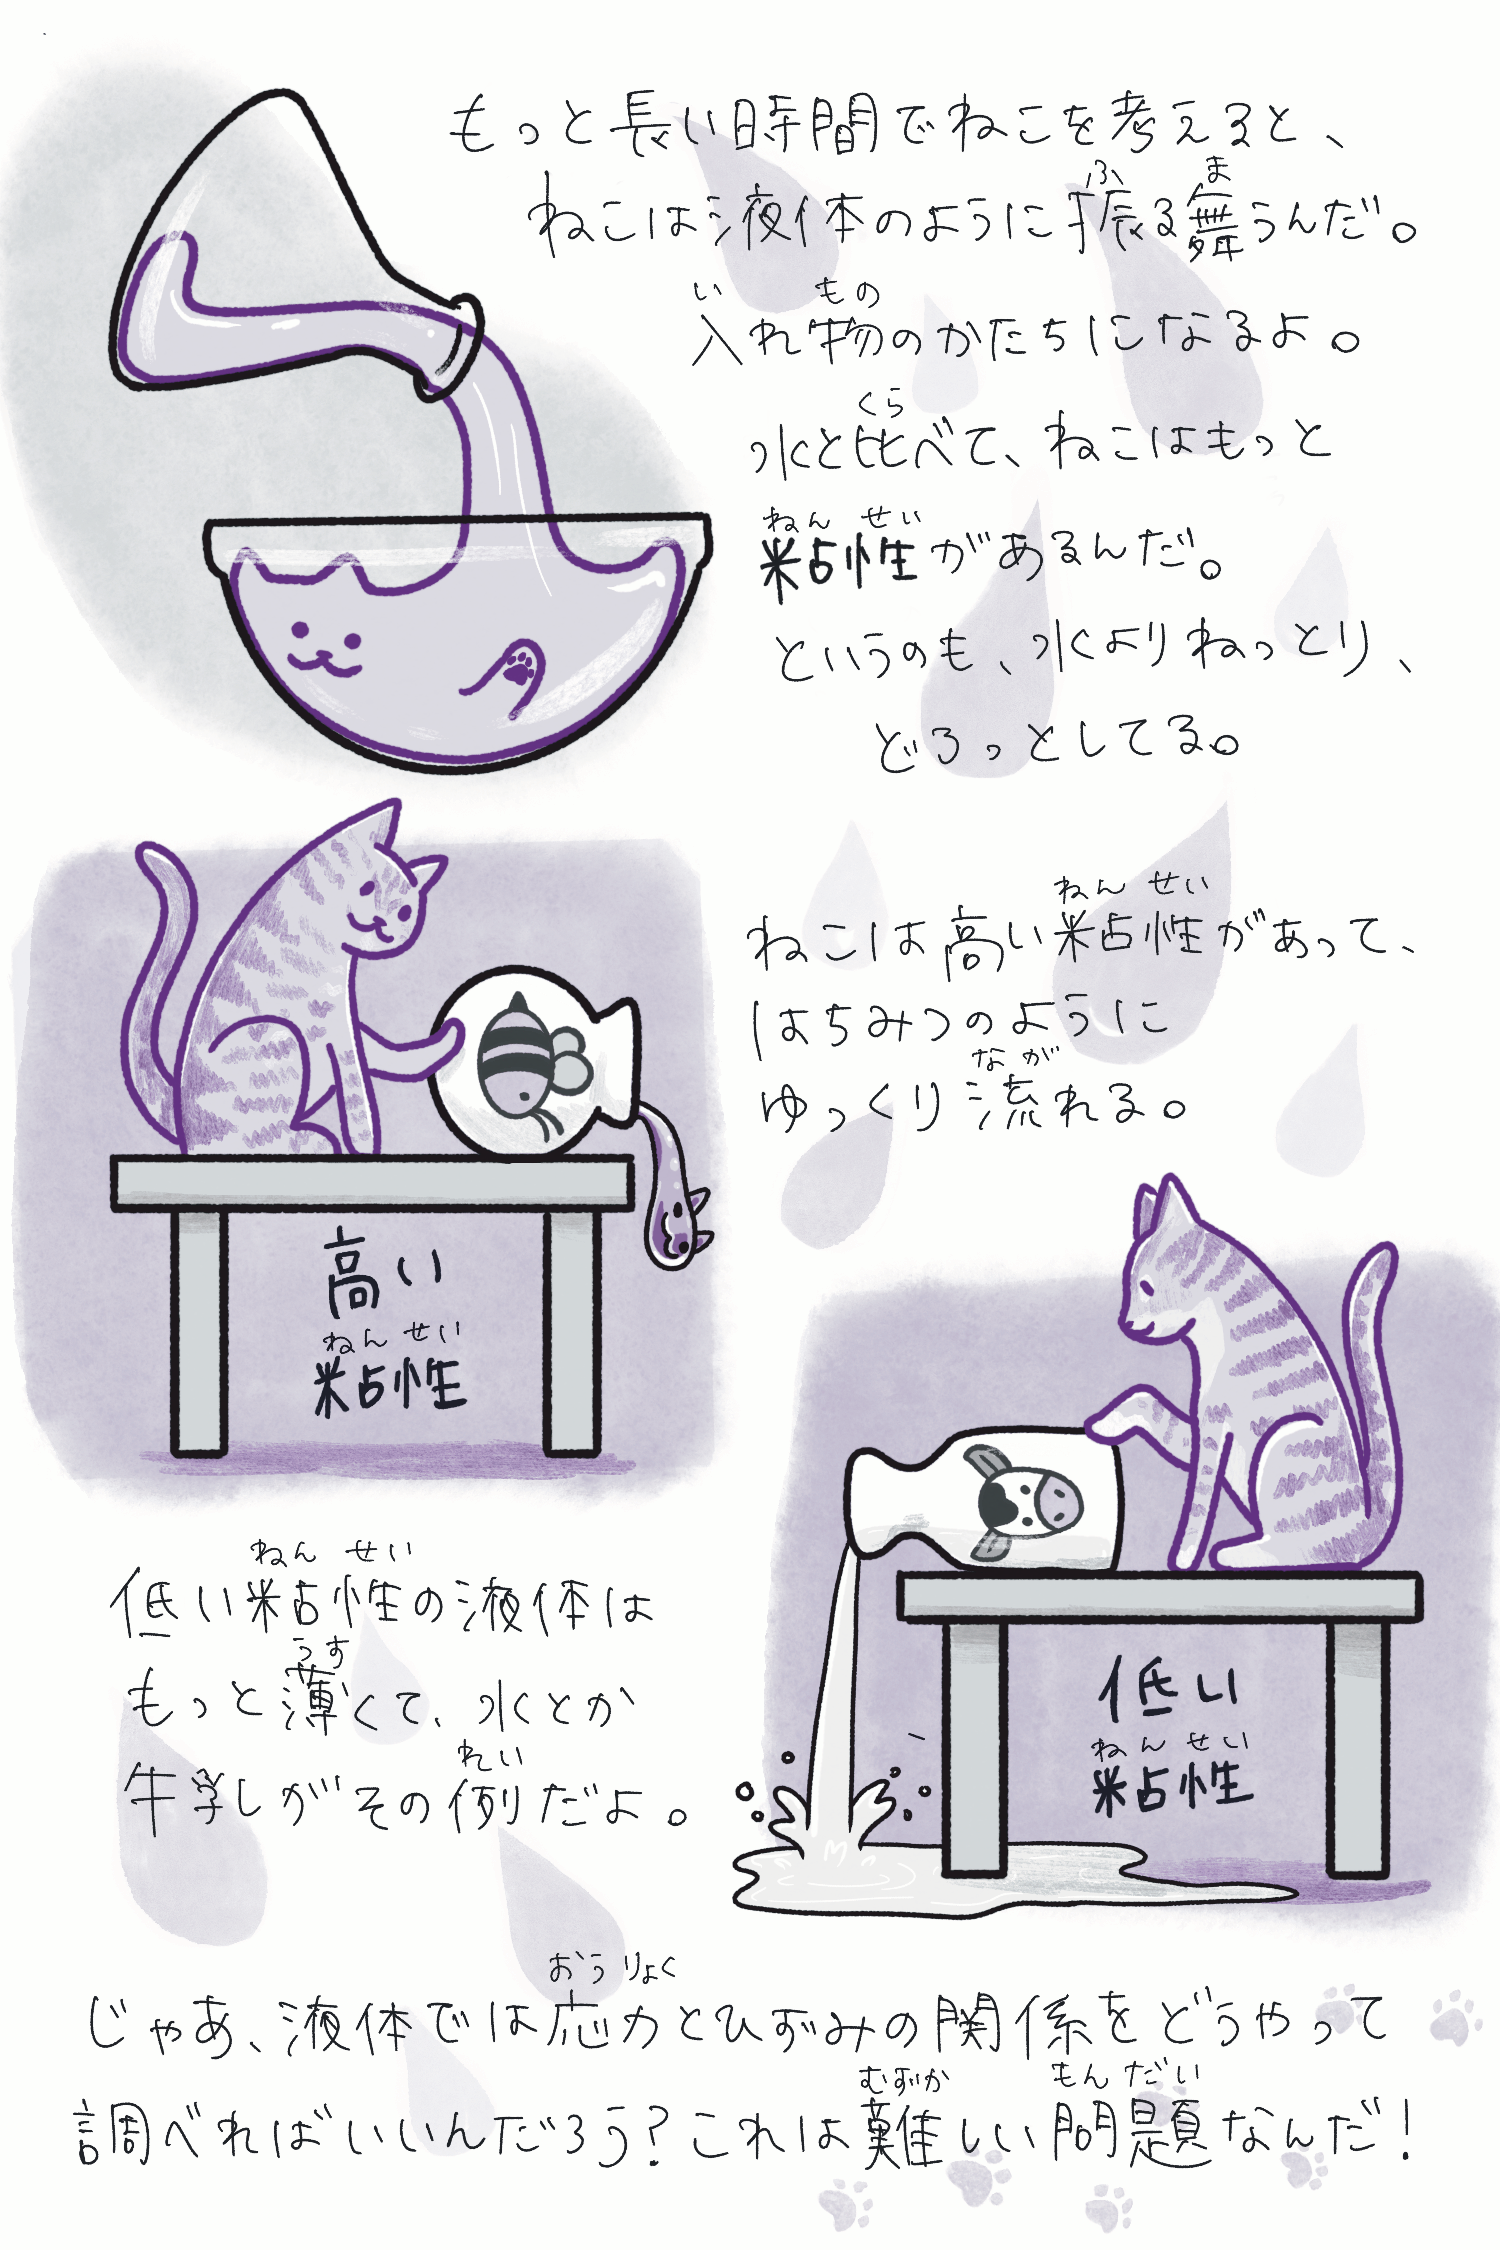 もっと長い時間でねこを考えると、
ねこは液体のように振る舞うんだ。
ふ ま
入れ物のかたちになるよ。
い もの
水と比べて、ねこはもっと
くら
粘性があるんだ。
ねん せい
というのも、水よりねっとり、
どろっとしてる。
ねこは高い粘性があって、
ねん せい
はちみつのように
ゆっくり流れる。
なが
高い
粘性
ねん せい
低い粘性の液体は
ねん せい
もっと薄くて、水とか
うす
牛乳しがその例だよ。
れい
低い
粘性
ねん せい
じゃあ、液体では応力とひずみの関係をどうやって
おう りょく
調べればいいんだろう？これは難しい問題なんだ！
むずか もん だい